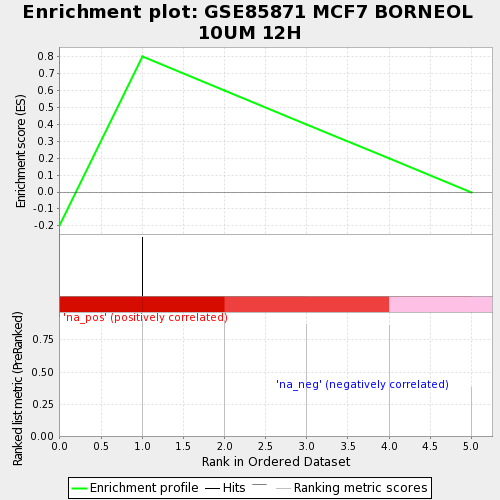 Enrichment plot: GSE85871 MCF7 BORNEOL
10UM 12H
Enrichment score (ES)
0.8
0.7
0.6
0.5
0.4
0.3
0.2
0.1
0.0
-0.1
-0.2
'na_pos' (positively correlated)
Ranked list metric (PreRanked)
0.75
0.50
0.25
0.00
'na_neg' (negatively correlated)
0.0 0.5 1.0 1.5 2.0 2.5 3.0 3.5 4.0 4.5 5.0
Rank in Ordered Dataset
Enrichment profile Hits Ranking metric scores